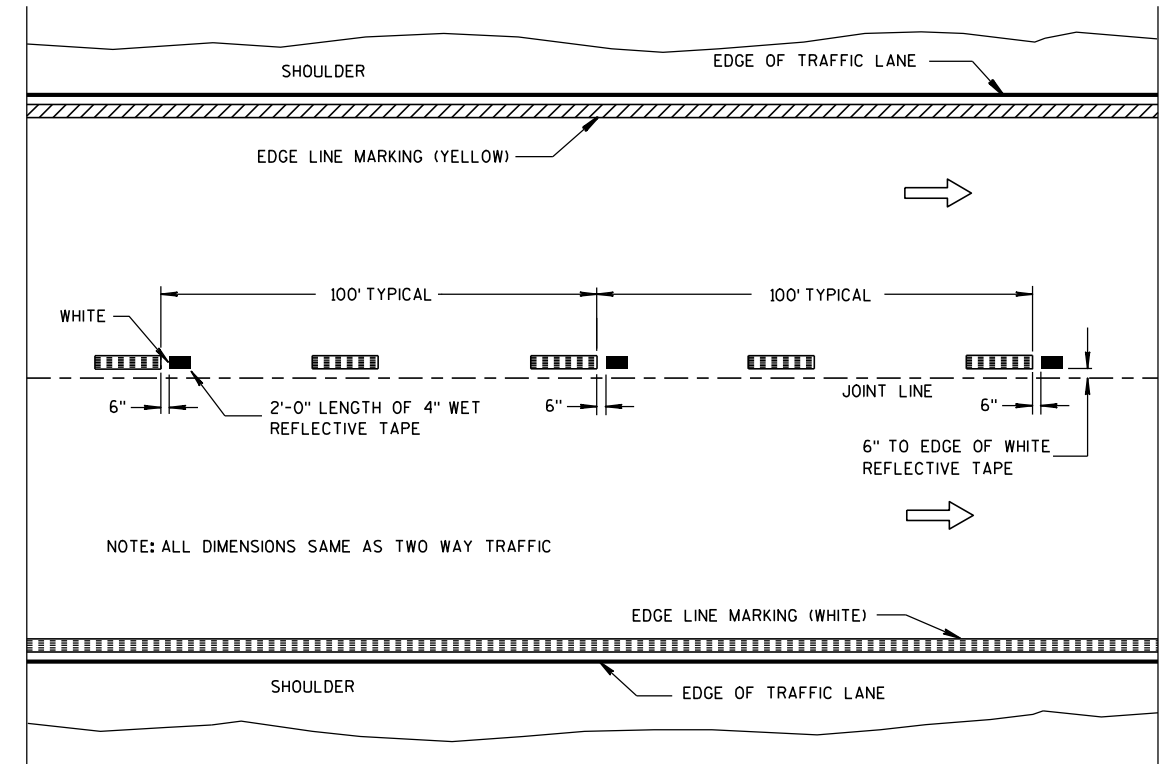 EDGE OF TRAFFIC LANE
SHOULDER
EDGE LINE MARKING (YELLOW)
100' TYPICAL
100' TYPICAL
WHITE
JOINT LINE
6"
2'-0" LENGTH OF 4" WET
REFLECTIVE TAPE
6"
6"
6" TO EDGE OF WHITE
REFLECTIVE TAPE
NOTE: ALL DIMENSIONS SAME AS TWO WAY TRAFFIC
EDGE LINE MARKING (WHITE)
SHOULDER
EDGE OF TRAFFIC LANE